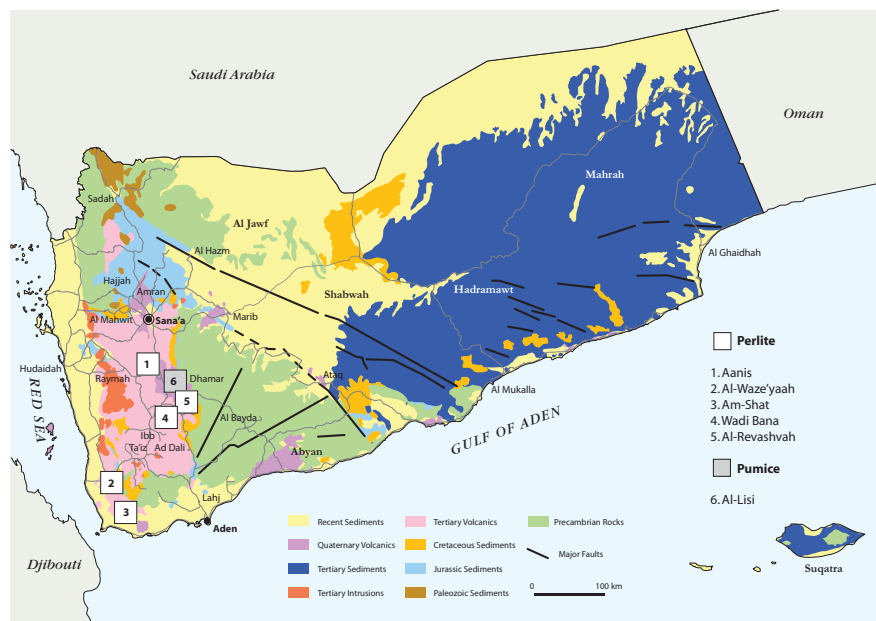 Saudi Arabia
Oman
Mahrah
Sadah
Al Jawf
Al Hazm
Al Ghaidhah
Hajjah
Amran
Shabwah
Hadramawt
Al Mahwit
Sana'a
Marib
Perlite
1
Hudaidah
Raymah
6
Dhamar
Ataq
1. Aanis
2. Al-Waze'yaah
3. Am-Shat
4. Wadi Bana
5. Al-Revashvah
RED SEA
5
4
Al Bayda
Al Mukalla
GULF OF ADEN
Ibb
Ta'iz
Ad Dali
Abyan
Pumice
2
6. Al-Lisi
3
Lahj
Aden
Recent Sediments
Tertiary Volcanics
Precambrian Rocks
Quaternary Volcanics
Cretaceous Sediments
Major Faults
Tertiary Sediments
Jurassic Sediments
Tertiary Intrusions
Paleozoic Sediments
0 100 km
Djibouti
Suqatra